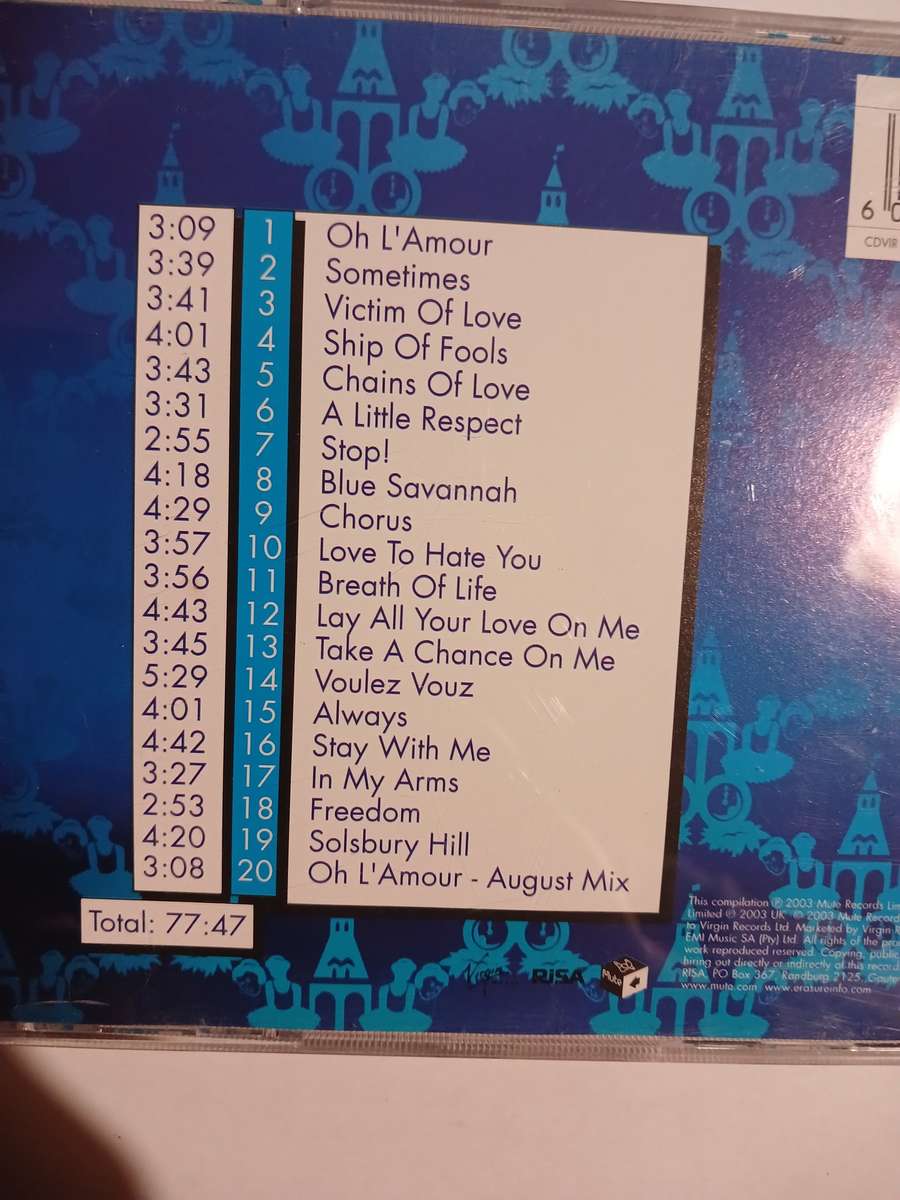 3:09 1 Oh L'Amour
3:39 2 Sometimes
3:41 3 Victim Of Love
4:01 4 Ship Of Fools
3:43 5 Chains Of Love
3:31 6 A Little Respect
2:55 7 Stop!
4:18 8 Blue Savannah
4:29 9 Chorus
3:57 10 Love To Hate You
3:56 11 Breath Of Life
4:43 12 Lay All Your Love On Me
3:45 13 Take A Chance On Me
5:29 14 Voulez Vouz
4:01 15 Always
4:42 16 Stay With Me
3:27 17 In My Arms
2:53 18 Freedom
4:20 19 Solsbury Hill
3:08 20 Oh L'Amour - August Mix
Total: 77:47
6 0
CDVIR
Virgin
RISA
Mute
This compilation ℗ 2003 Mute Records Lim
Limited ℗ 2003 UK. © 2003 Mute Record
to Virgin Records Ltd. Marketed by Virgin R
EMI Music SA (Pty) Ltd. All rights of the pro
work reproduced reserved. Copying, public
hiring out directly or indirectly of this record
RISA, PO Box 367, Randburg 2125, Gaute
www.mute.com www.erasureinfo.com